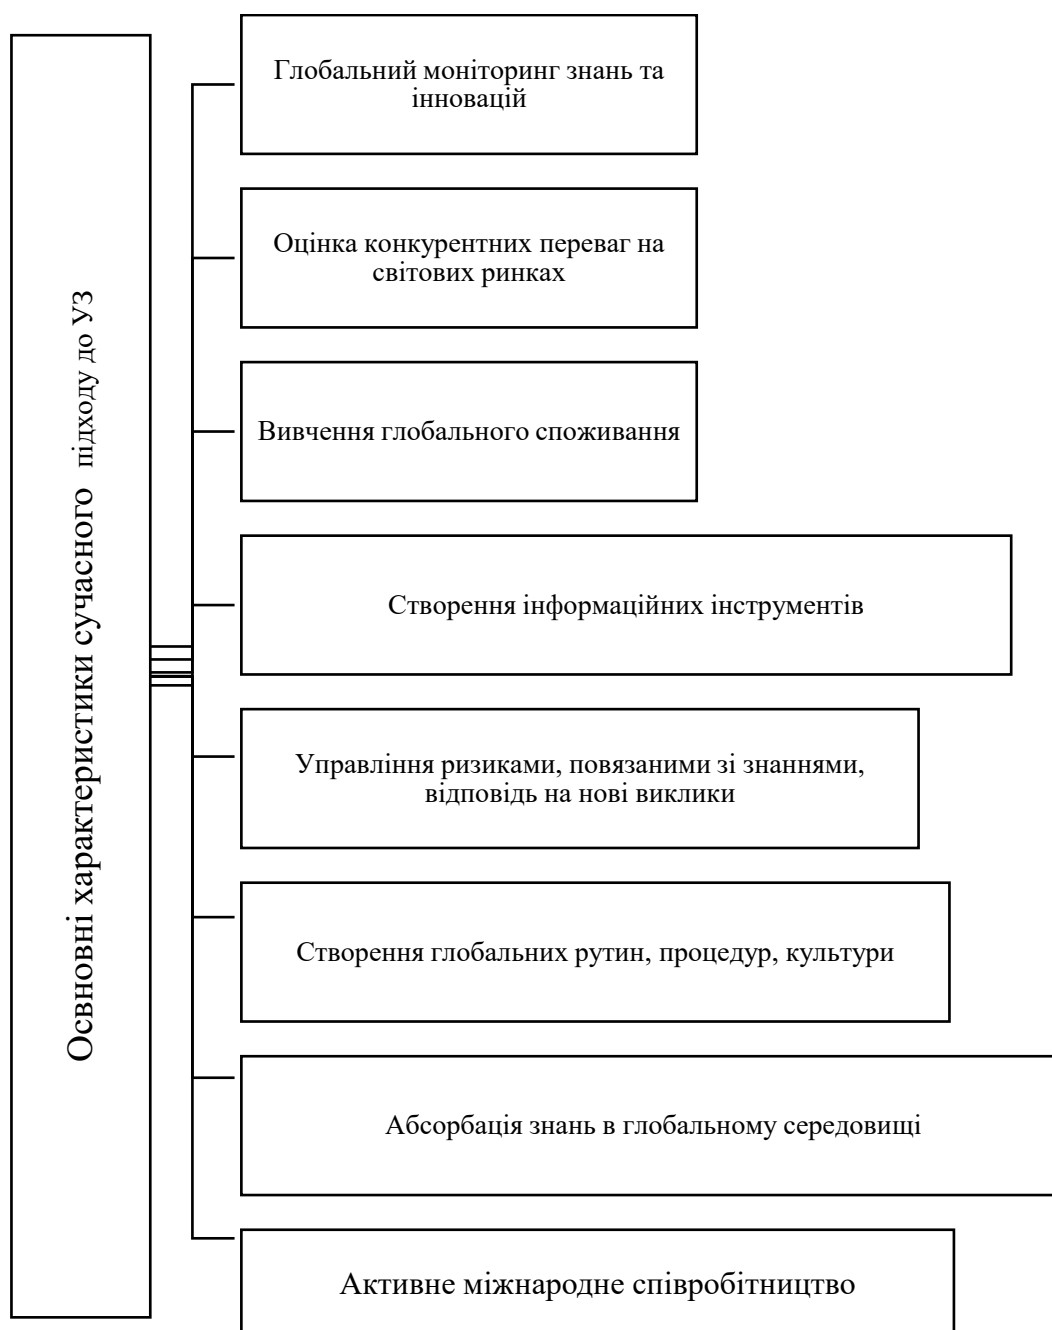 Освновні характеристики сучасного підходу до УЗ
Глобальний моніторинг знань та
інновацій
Оцінка конкурентних переваг на
світових ринках
Вивчення глобального споживання
Створення інформаційних інструментів
Управління ризиками, повязаними зі знаннями,
відповідь на нові виклики
Створення глобальних рутин, процедур, культури
Абсорбація знань в глобальному середовищі
Активне міжнародне співробітництво